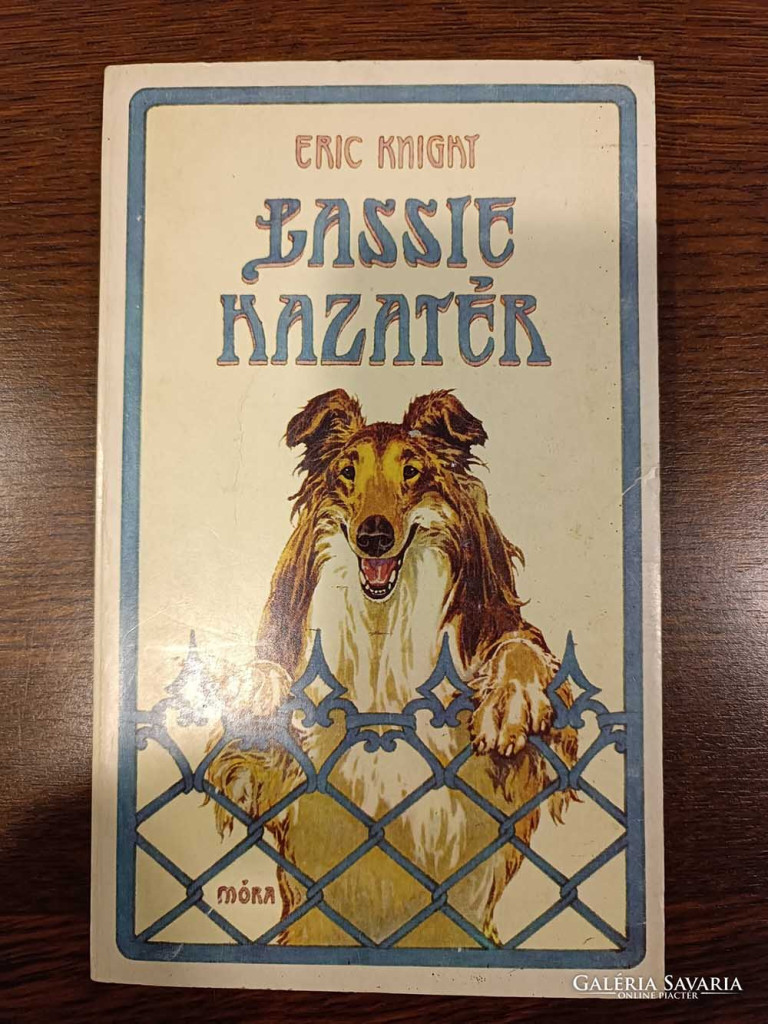 ERIC KNIGHT
LASSIE
HAZATÉR
MÓRA
GALÉRIA SAVARIA
ONLINE PIACTÉR